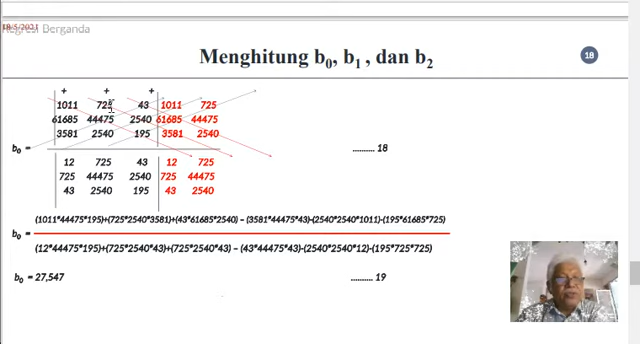 18/5/2021
Regresi Berganda
Menghitung b0, b1 , dan b2
18
+ + +
1011 725 43 1011 725
61685 44475 2540 61685 44475
3581 2540 195 3581 2540
b0 = .......... 18
12 725 43 12 725
725 44475 2540 725 44475
43 2540 195 43 2540
(1011*44475*195)+(725*2540*3581)+(43*61685*2540) – (3581*44475*43)-(2540*2540*1011)-(195*61685*725)
b0 =
(12*44475*195)+(725*2540*43)+(725*2540*43) – (43*44475*43)-(2540*2540*12)-(195*725*725)
b0 = 27,547 .......... 19